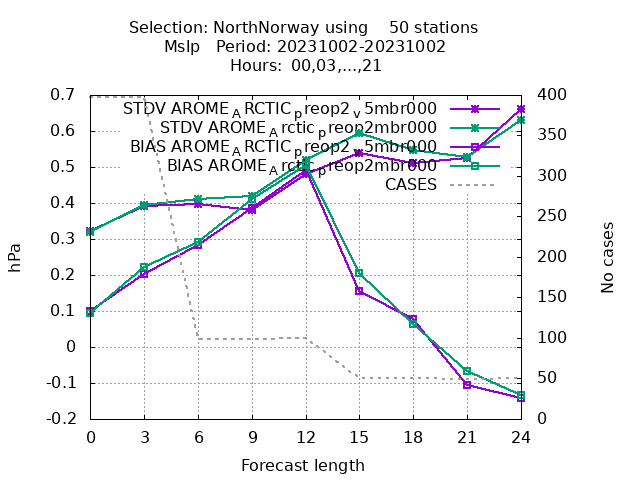 Selection: NorthNorway using 50 stations
Mslp Period: 20231002-20231002
Hours: 00,03,...,21
STDV AROME_ARCTIC_preop2_v5mbr000
STDV AROME_Arctic_preop2mbr000
BIAS AROME_ARCTIC_preop2_v5mbr000
BIAS AROME_Arctic_preop2mbr000
CASES
0.7
0.6
0.5
0.4
0.3
0.2
0.1
0
-0.1
-0.2
400
350
300
250
200
150
100
50
0
hPa
No cases
0 3 6 9 12 15 18 21 24
Forecast length